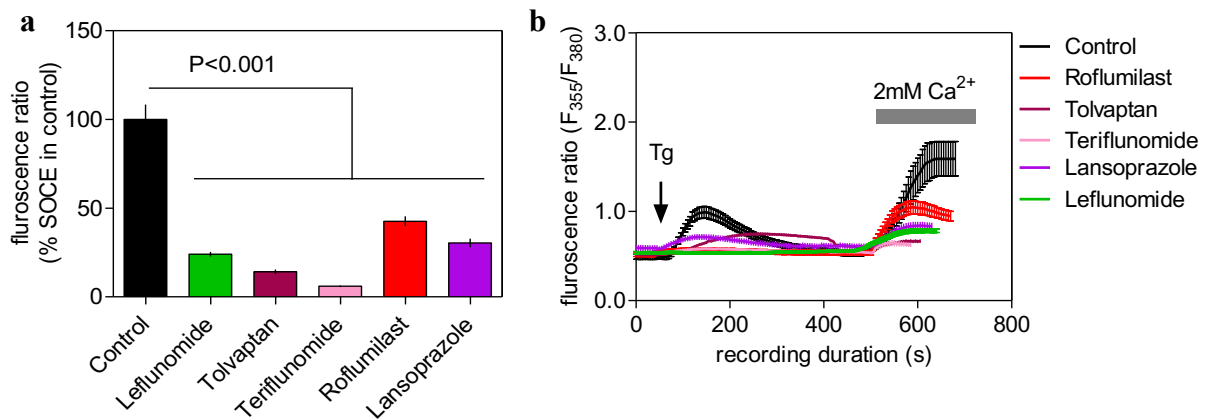 a
fluroscence ratio
(% SOCE in control)
150
100
50
0
P<0.001
Control
Leflunomide
Tolvaptan
Teriflunomide
Roflumilast
Lansoprazole
b
fluroscence ratio (F355/F380)
3.0
2.0
1.0
0.0
Tg
2mM Ca2+
0 200 400 600 800
recording duration (s)
Control
Roflumilast
Tolvaptan
Teriflunomide
Lansoprazole
Leflunomide